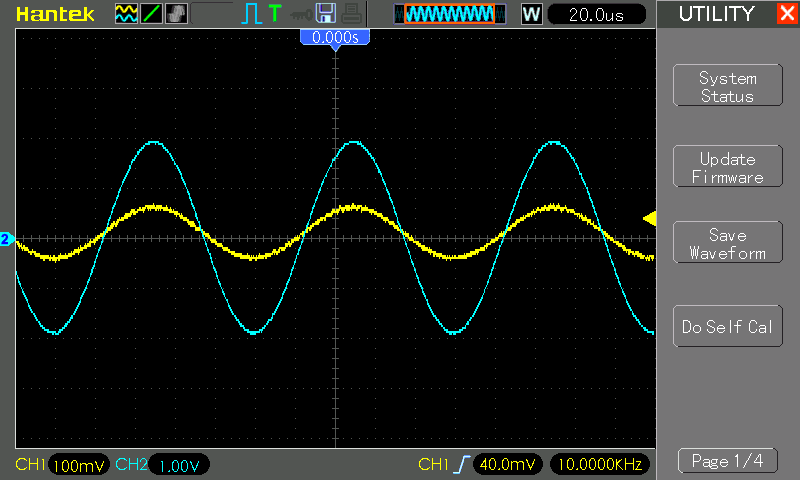 Hantek
T
W
20.0us
UTILITY
X
0.000s
System
Status
Update
Firmware
2
Save
Waveform
Do Self Cal
CH1 100mV CH2 1.00V CH1 40.0mV 10.0000KHz
Page 1/4